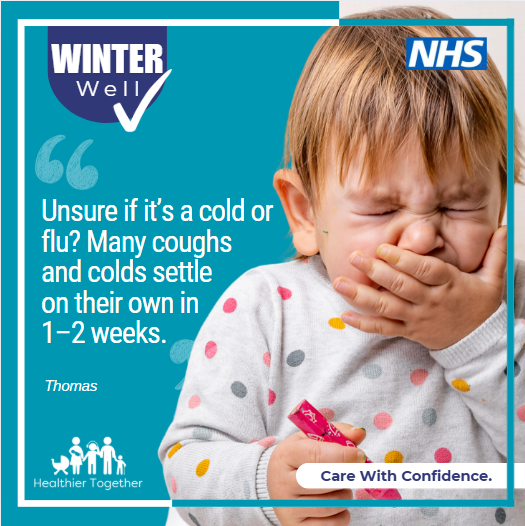 WINTER
Well
NHS
“
Unsure if it’s a cold or
flu? Many coughs
and colds settle
on their own in
1–2 weeks.
”
Thomas
Healthier Together
Care With Confidence.